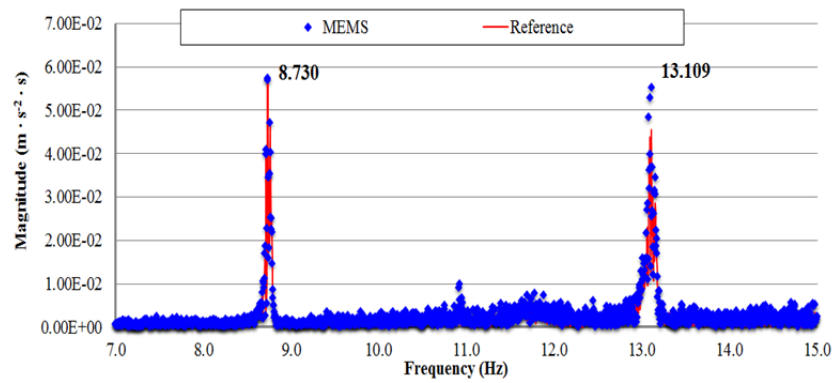 MEMS Reference
7.00E-02
6.00E-02
5.00E-02
4.00E-02
3.00E-02
2.00E-02
1.00E-02
0.00E+00
Magnitude (m · s⁻² · s)
8.730
13.109
7.0 8.0 9.0 10.0 11.0 12.0 13.0 14.0 15.0
Frequency (Hz)